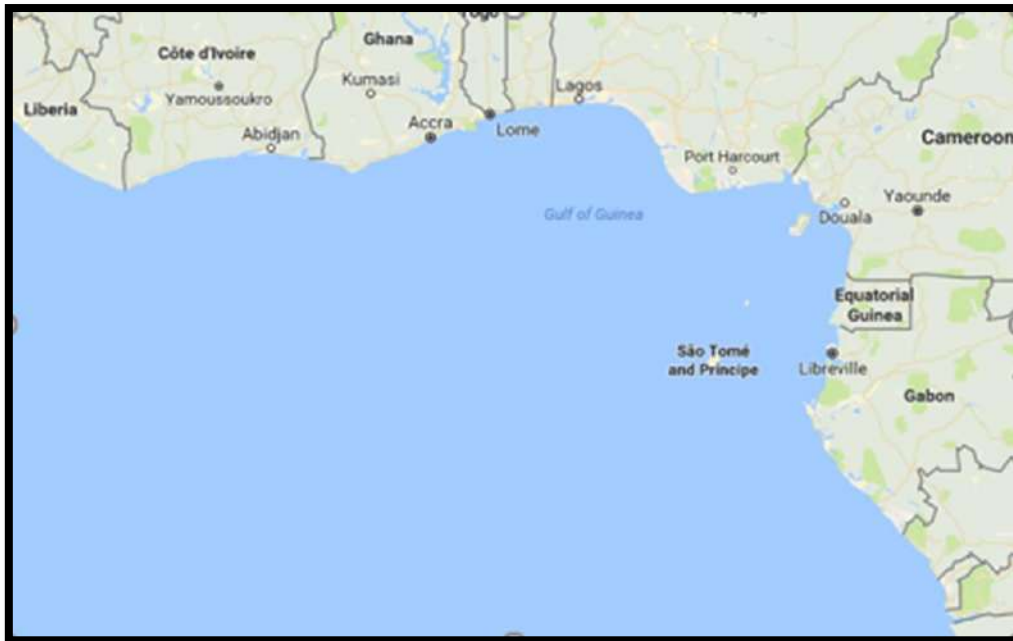 Togo
Ghana
Côte d'Ivoire
Kumasi
Yamoussoukro
Liberia
Lagos
Accra
Lome
Abidjan
Cameroon
Port Harcourt
Yaounde
Douala
Gulf of Guinea
Equatorial
Guinea
São Tomé
and Príncipe
Libreville
Gabon